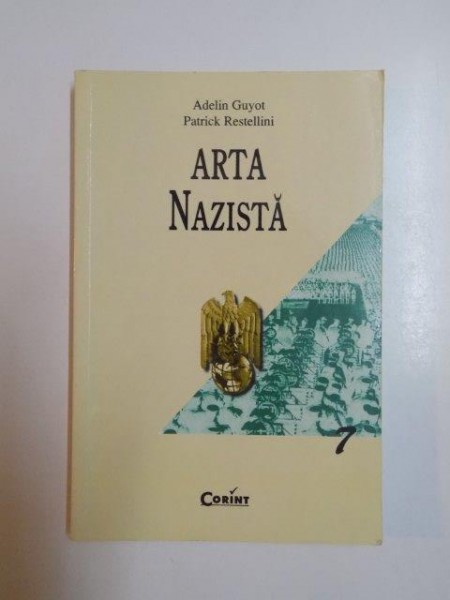 Adelin Guyot
Patrick Restellini
ARTA
NAZISTĂ
7
CORINT